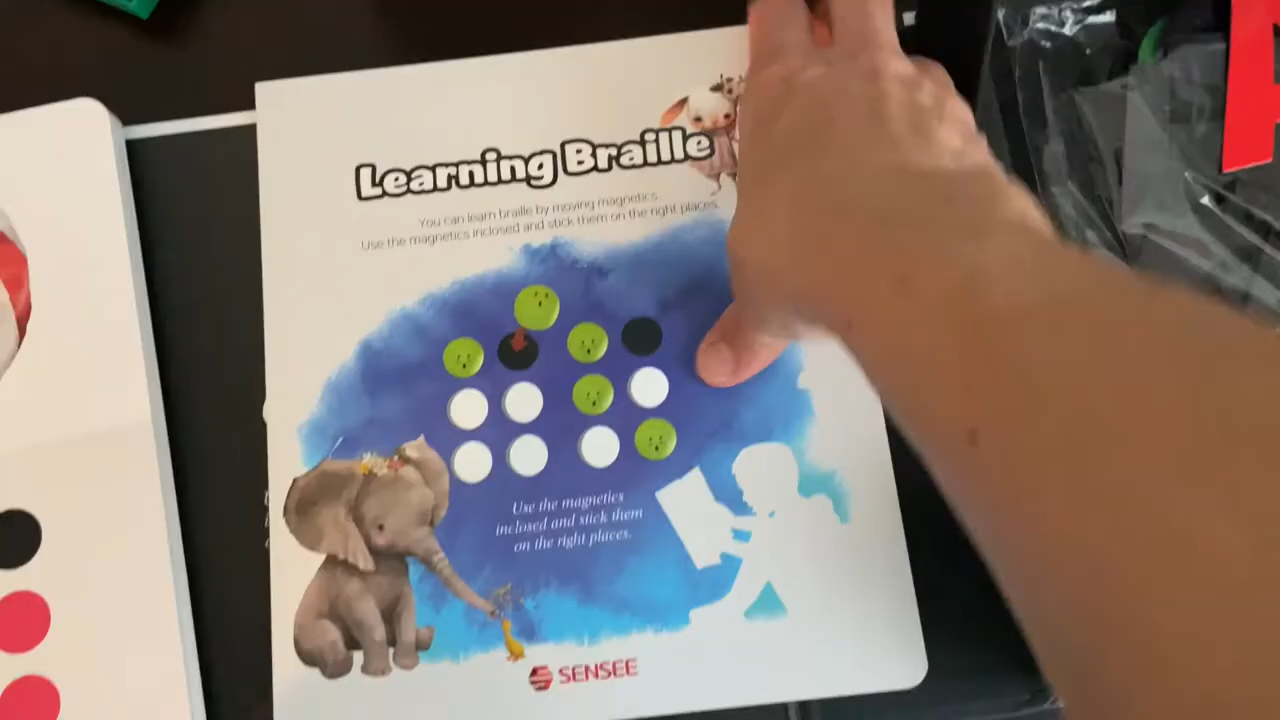 Learning Braille
You can learn braille by moving magnetics.
Use the magnetics inclosed and stick them on the right places.
Use the magnetics
inclosed and stick them
on the right places.
SENSEE